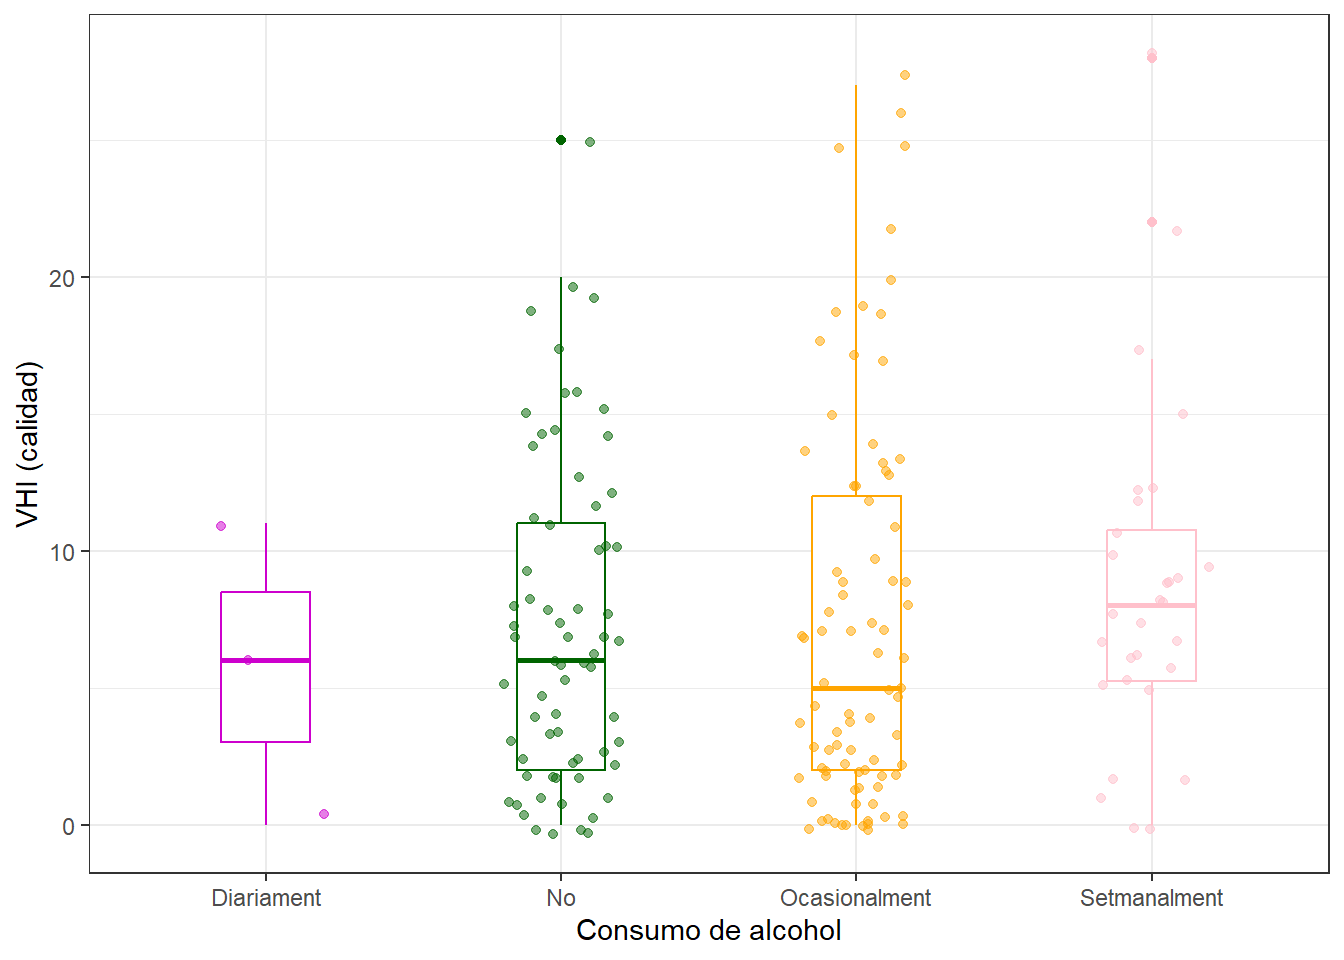 VHI (calidad)
20
10
0
Diariament
No
Ocasionalment
Setmanalment
Consumo de alcohol